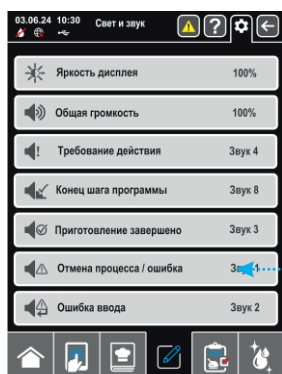 03.06.24 10:30 Свет и звук
Яркость дисплея 100%
Общая громкость 100%
Требование действия Звук 4
Конец шага программы Звук 8
Приготовление завершено Звук 3
Отмена процесса / ошибка
Ошибка ввода Звук 2